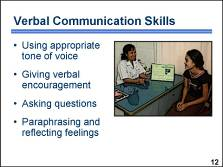 Verbal Communication Skills
• Using appropriate
tone of voice
• Giving verbal
encouragement
• Asking questions
• Paraphrasing and
reflecting feelings
12